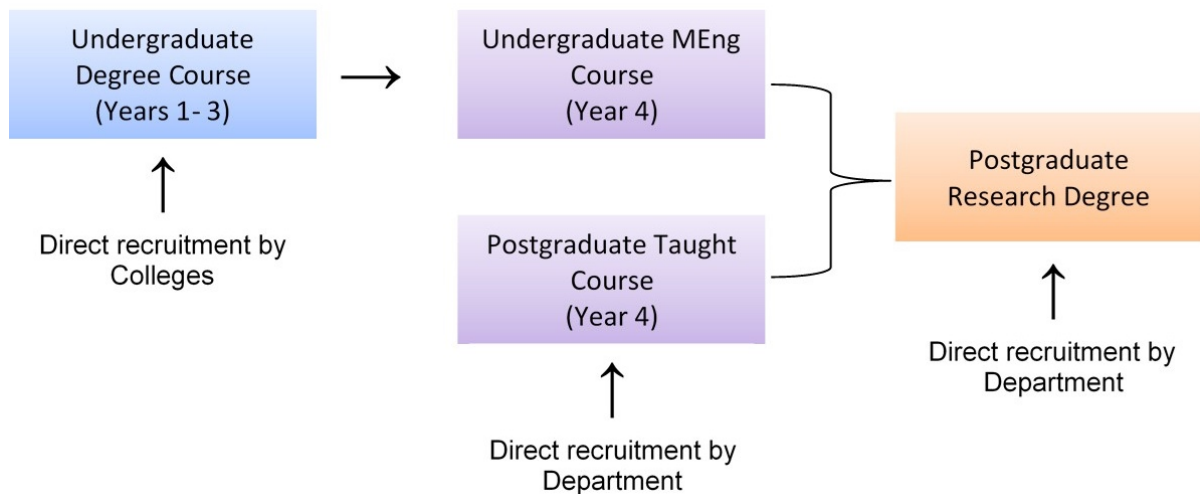 Undergraduate
Degree Course
(Years 1- 3)
Undergraduate MEng
Course
(Year 4)
Postgraduate
Research Degree
Direct recruitment by
Colleges
Postgraduate Taught
Course
(Year 4)
Direct recruitment by
Department
Direct recruitment by
Department